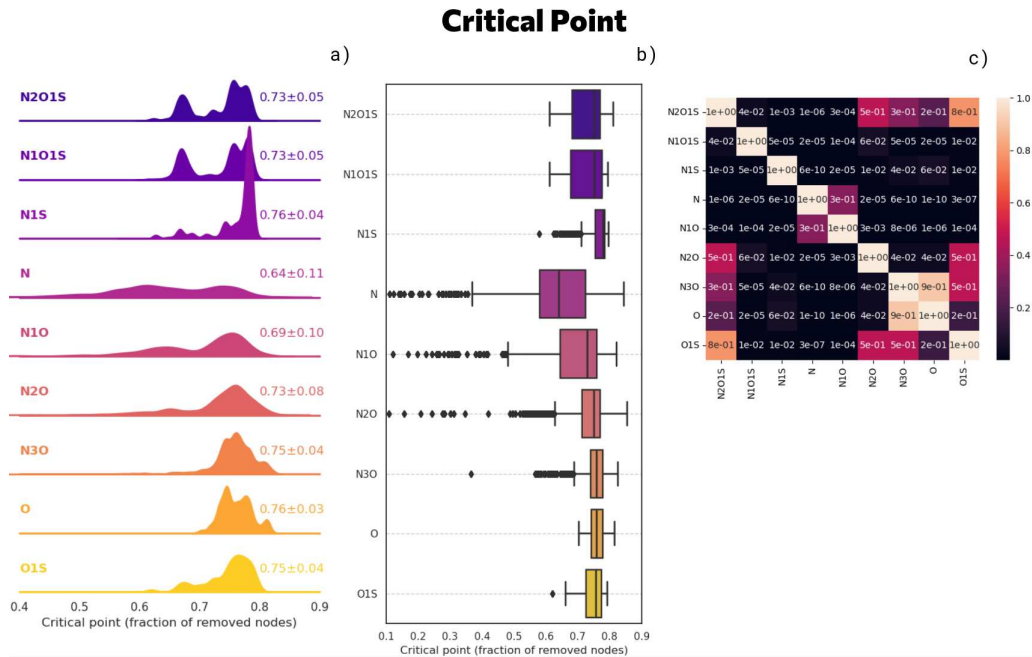 Critical Point
a)
N2O1S 0.73±0.05
N1O1S 0.73±0.05
N1S 0.76±0.04
N 0.64±0.11
N1O 0.69±0.10
N2O 0.73±0.08
N3O 0.75±0.04
O 0.76±0.03
O1S 0.75±0.04
0.4 0.5 0.6 0.7 0.8 0.9
Critical point (fraction of removed nodes)
b)
N2O1S
N1O1S
N1S
N
N1O
N2O
N3O
O
O1S
0.1 0.2 0.3 0.4 0.5 0.6 0.7 0.8 0.9
Critical point (fraction of removed nodes)
c)
N2O1S 1e+00 4e-02 1e-03 1e-06 3e-04 5e-01 3e-01 2e-01 8e-01
N1O1S 4e-02 1e+00 5e-05 2e-05 1e-04 6e-02 5e-05 2e-05 1e-02
N1S 1e-03 5e-05 1e+00 6e-10 2e-05 1e-02 4e-02 6e-02 1e-02
N 1e-06 2e-05 6e-10 1e+00 3e-01 2e-05 6e-10 1e-10 3e-07
N1O 3e-04 1e-04 2e-05 3e-01 1e+00 3e-03 8e-06 1e-06 1e-04
N2O 5e-01 6e-02 1e-02 2e-05 3e-03 1e+00 4e-02 4e-02 5e-01
N3O 3e-01 5e-05 4e-02 6e-10 8e-06 4e-02 1e+00 9e-01 5e-01
O 2e-01 2e-05 6e-02 1e-10 1e-06 4e-02 9e-01 1e+00 2e-01
O1S 8e-01 1e-02 1e-02 3e-07 1e-04 5e-01 5e-01 2e-01 1e+00
N2O1S N1O1S N1S N N1O N2O N3O O O1S
1.0
0.8
0.6
0.4
0.2